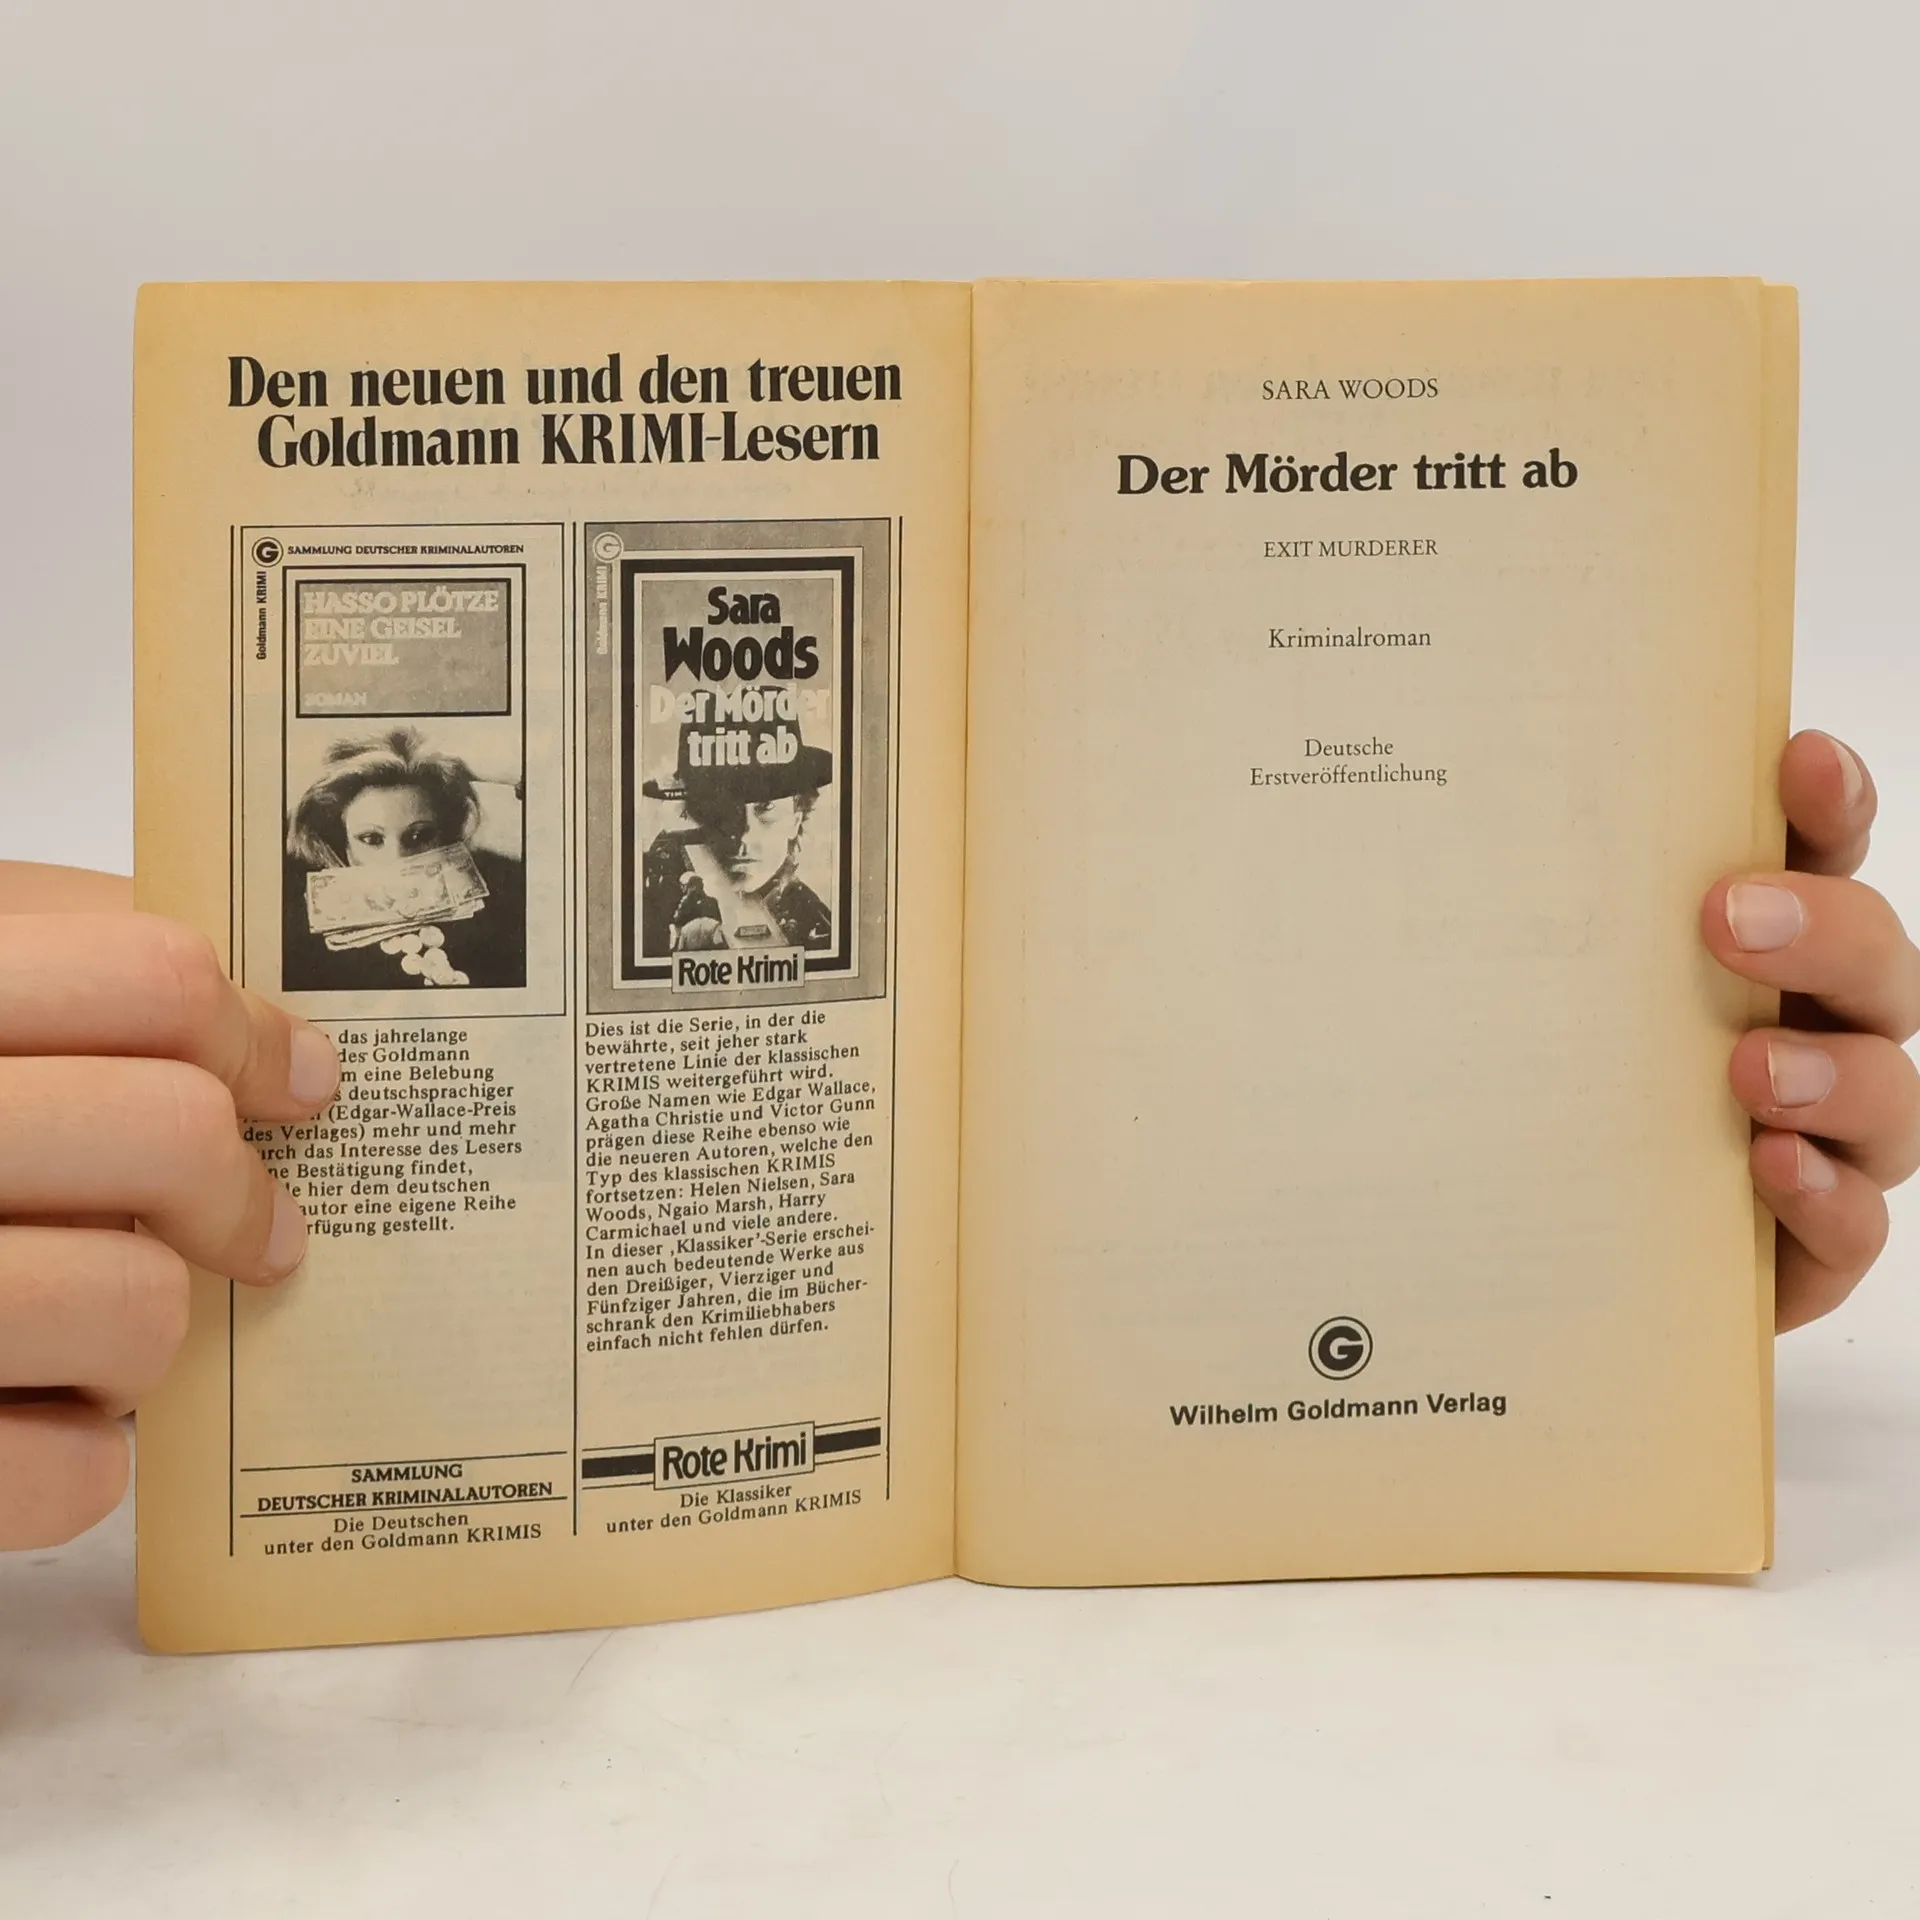 Den neuen und den treuen
Goldmann KRIMI-Lesern
G SAMMLUNG DEUTSCHER KRIMINALAUTOREN
Goldmann KRIMI
HASSO PLÖTZE
EINE GEISEL
ZUVIEL
ROMAN
das jahrelange
des Goldmann
eine Belebung
deutschsprachiger
(Edgar-Wallace-Preis
des Verlages) mehr und mehr
das Interesse des Lesers
Bestätigung findet,
hier dem deutschen
eine eigene Reihe
gestellt.
SAMMLUNG
DEUTSCHER KRIMINALAUTOREN
Die Deutschen
unter den Goldmann KRIMIS
G
Goldmann KRIMI
Sara
Woods
Der Mörder
tritt ab
Rote Krimi
Dies ist die Serie, in der die
bewährte, seit jeher stark
vertretene Linie der klassischen
KRIMIS weitergeführt wird.
Große Namen wie Edgar Wallace,
Agatha Christie und Victor Gunn
prägen diese Reihe ebenso wie
die neueren Autoren, welche den
Typ des klassischen KRIMIS
fortsetzen: Helen Nielsen, Sara
Woods, Ngaio Marsh, Harry
Carmichael und viele andere.
In dieser ‚Klassiker'-Serie erschei-
nen auch bedeutende Werke aus
den Dreißiger, Vierziger und
Fünfziger Jahren, die im Bücher-
schrank den Krimiliebhabers
einfach nicht fehlen dürfen.
Rote Krimi
Die Klassiker
unter den Goldmann KRIMIS
SARA WOODS
Der Mörder tritt ab
EXIT MURDERER
Kriminalroman
Deutsche
Erstveröffentlichung
G
Wilhelm Goldmann Verlag